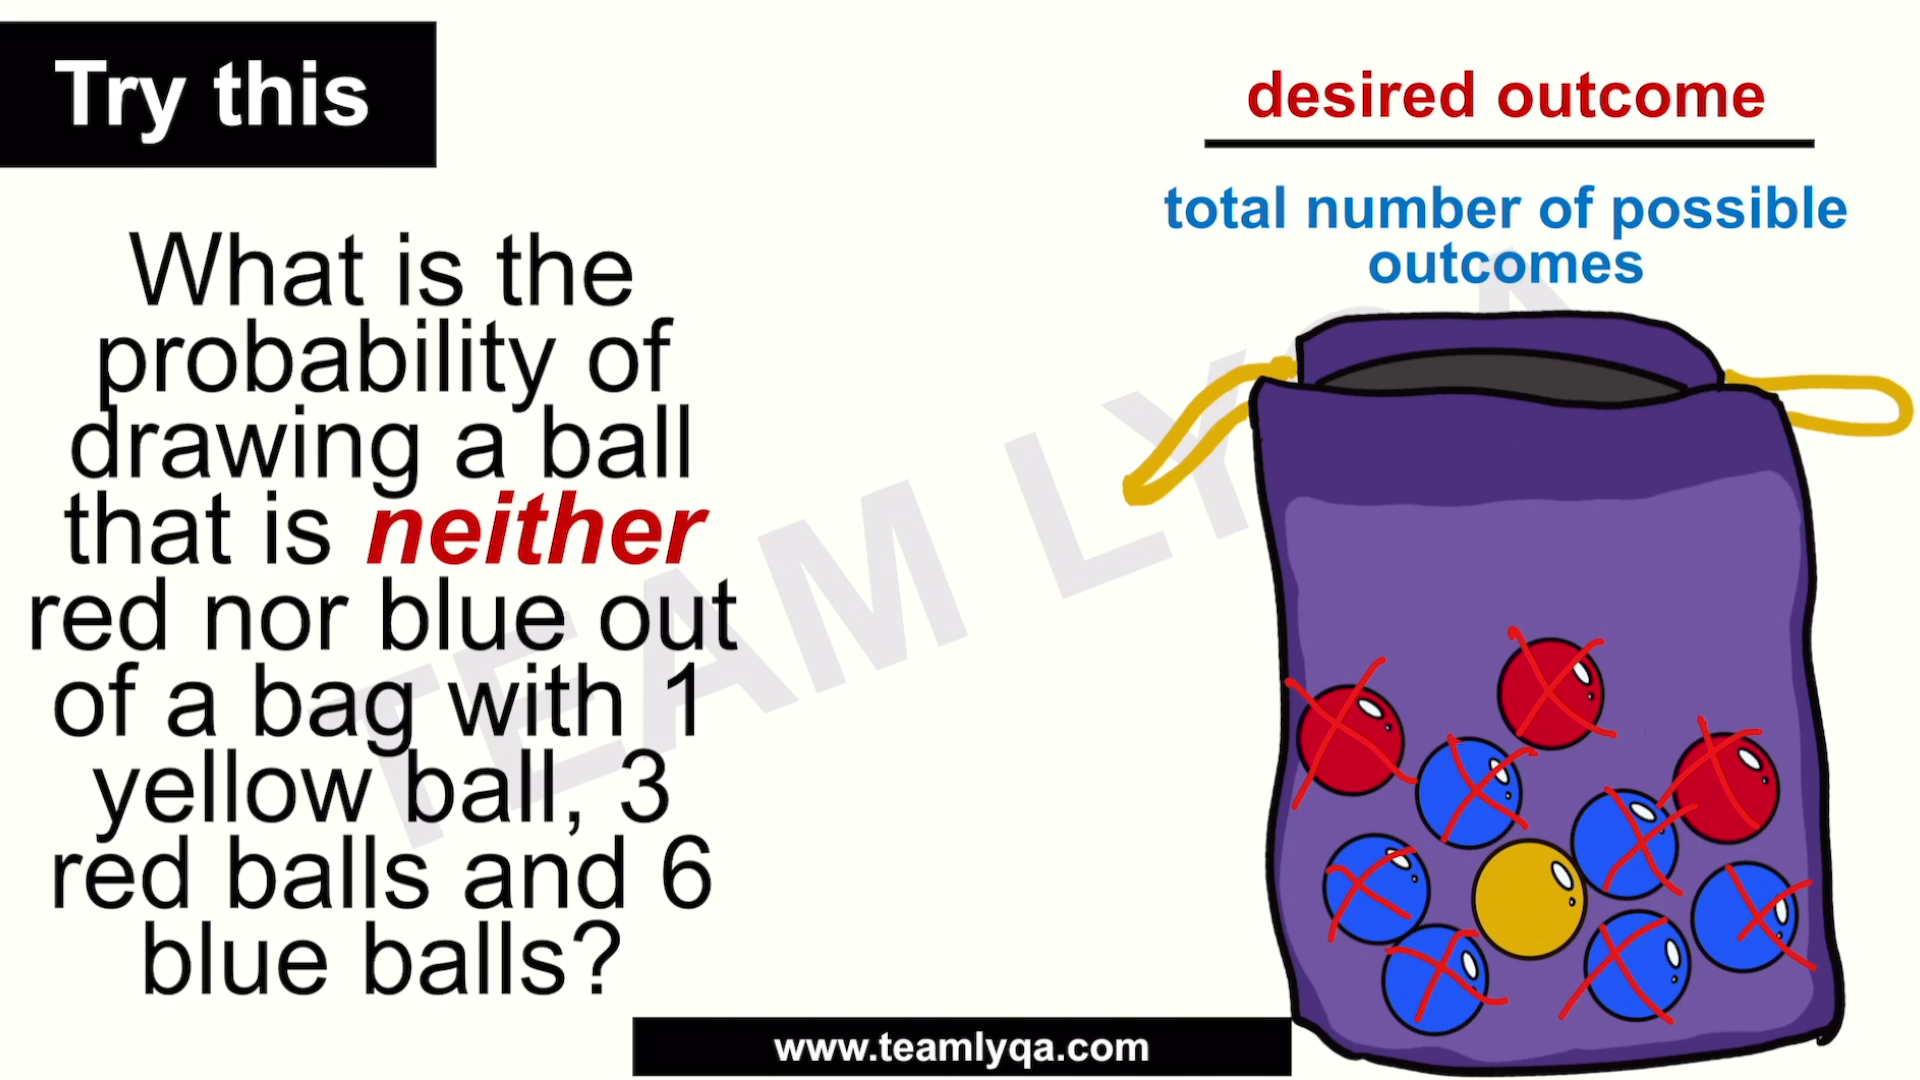 Try this
desired outcome
total number of possible
outcomes
What is the
probability of
drawing a ball
that is neither
red nor blue out
of a bag with 1
yellow ball, 3
red balls and 6
blue balls?
TEAM LYQA
www.teamlyqa.com